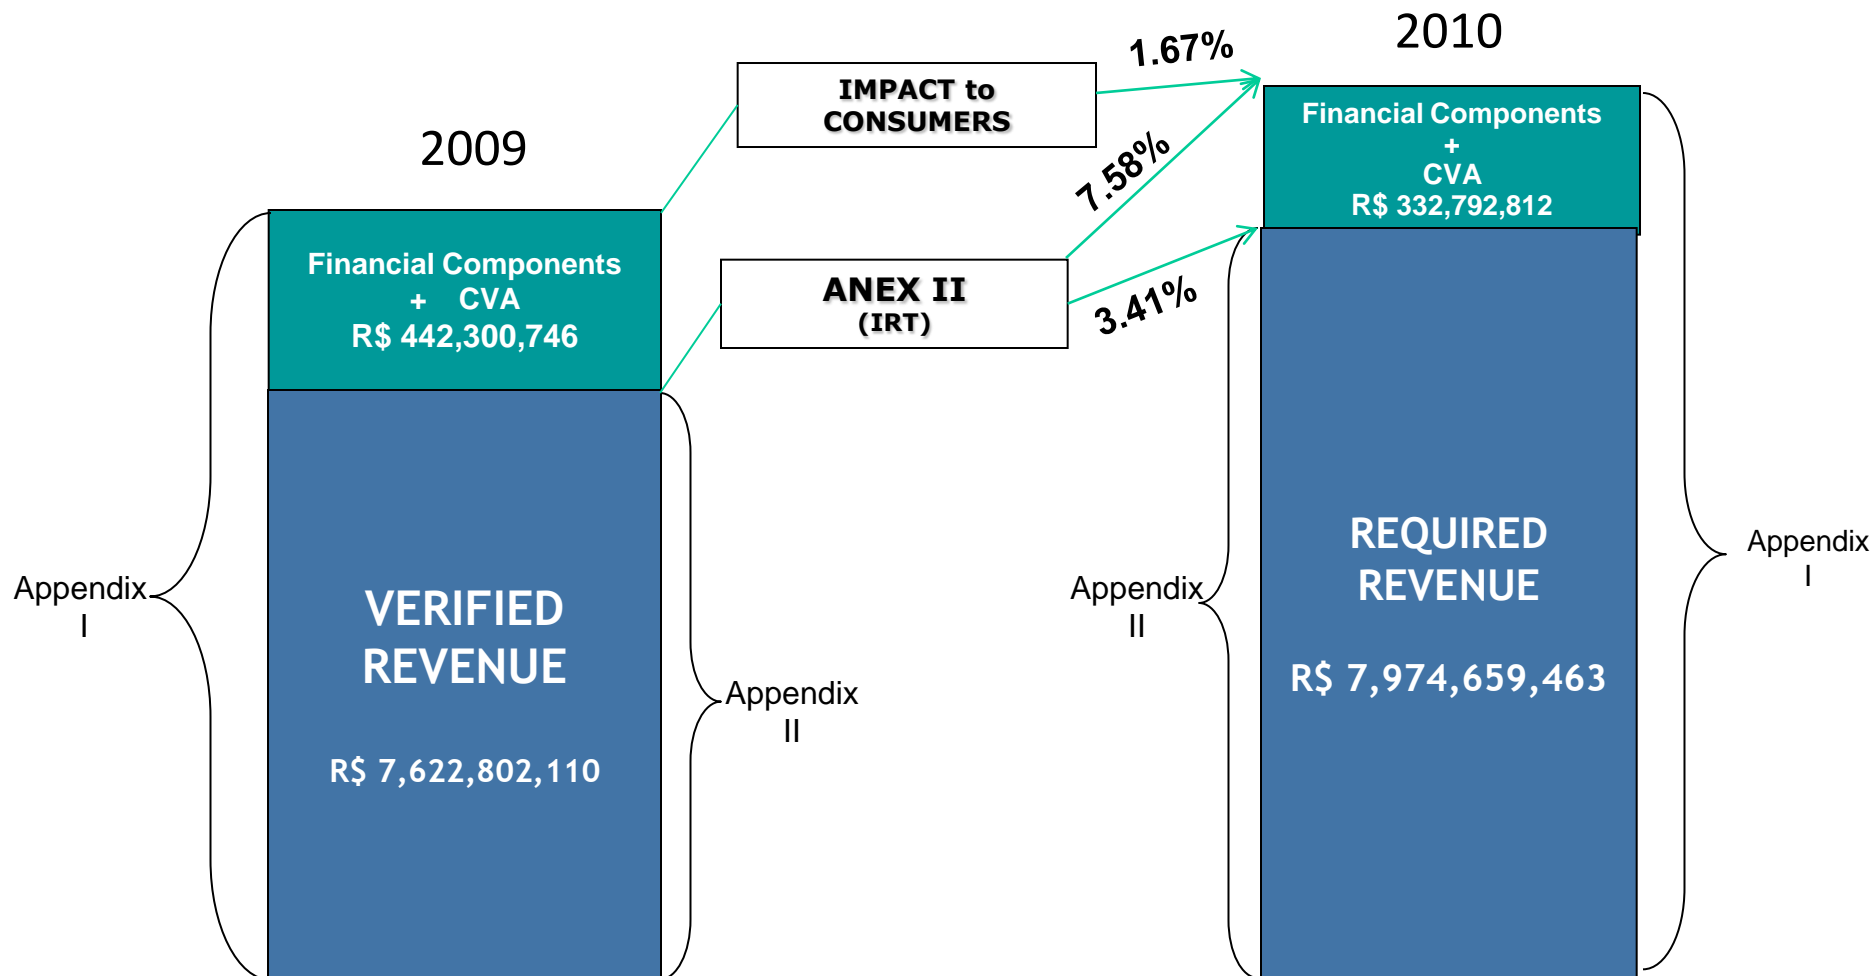 2010
1.67%
IMPACT to
CONSUMERS
2009
7.58%
Financial Components
+
CVA
R$ 332,792,812
Financial Components
+ CVA
R$ 442,300,746
ANEX II
(IRT)
3.41%
Appendix
I
VERIFIED
REVENUE
R$ 7,622,802,110
Appendix
II
Appendix
II
REQUIRED
REVENUE
R$ 7,974,659,463
Appendix
I